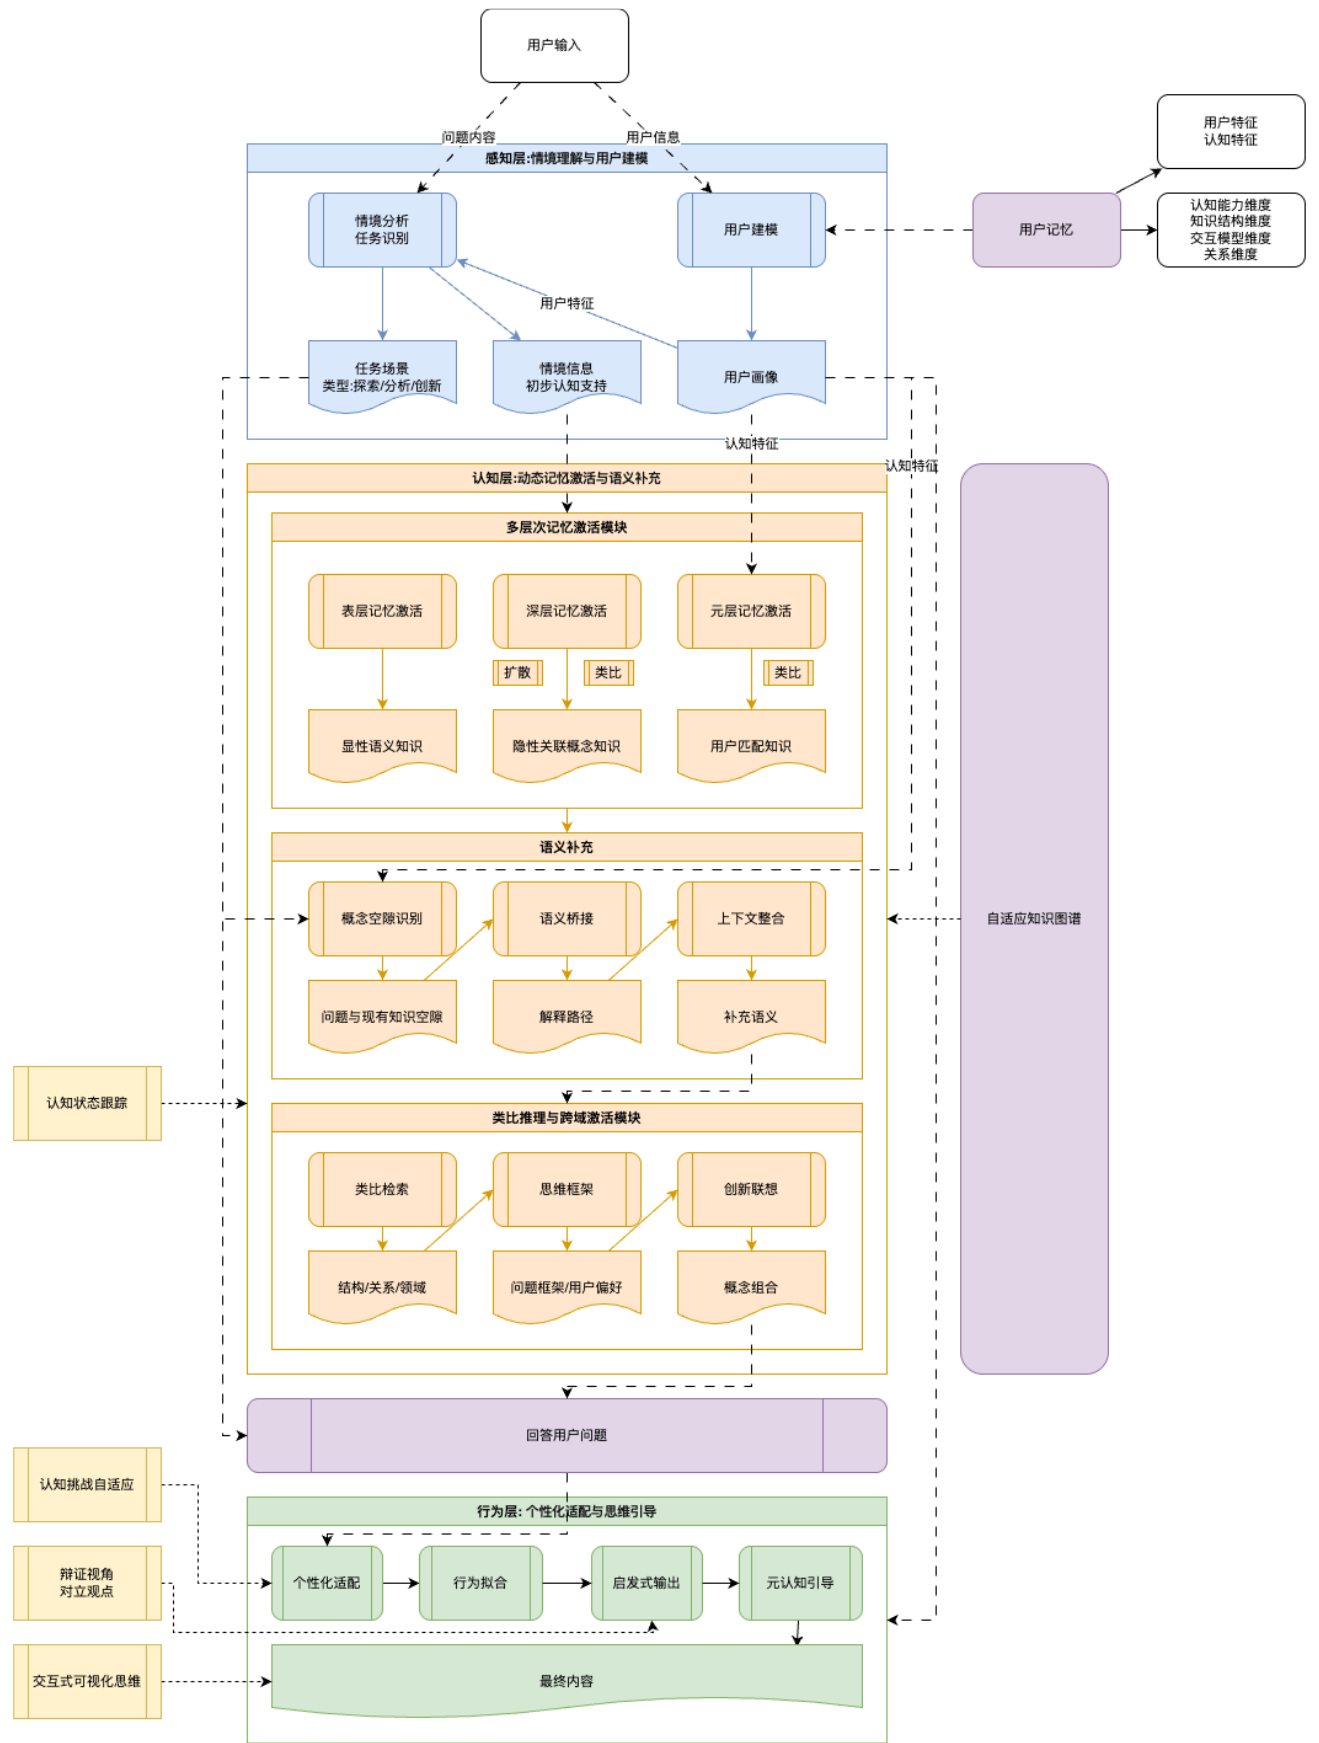 用户输入
问题内容
用户信息
用户特征
认知特征
感知层:情境理解与用户建模
情境分析
任务识别
用户建模
用户记忆
认知能力维度
知识结构维度
交互模型维度
关系维度
用户特征
任务场景
类型:探索/分析/创新
情境信息
初步认知支持
用户画像
认知特征
认知特征
认知层:动态记忆激活与语义补充
多层次记忆激活模块
表层记忆激活
深层记忆激活
元层记忆激活
扩散
类比
类比
显性语义知识
隐性关联概念知识
用户匹配知识
语义补充
概念空隙识别
语义桥接
上下文整合
自适应知识图谱
问题与现有知识空隙
解释路径
补充语义
认知状态跟踪
类比推理与跨域激活模块
类比检索
思维框架
创新联想
结构/关系/领域
问题框架/用户偏好
概念组合
回答用户问题
认知挑战自适应
行为层: 个性化适配与思维引导
辩证视角
对立观点
个性化适配
行为拟合
启发式输出
元认知引导
交互式可视化思维
最终内容